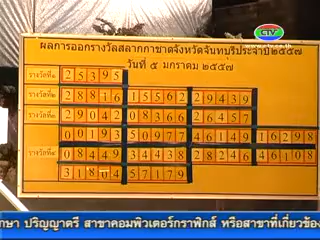 CTV
ผลการออกรางวัลสลากกาชาดจังหวัดจันทบุรีประจำปี๒๕๕๗
วันที่ ๕ มกราคม ๒๕๕๗
รางวัลที่๑ 25395
รางวัลที่๒ 28816 15562 29439
รางวัลที่๓ 29042 08366 08457
รางวัลที่๔ 00193 90475 64149 16298
08449 34438 28246 46108
31804 57179
กษา ปริญญาตรี สาขาคอมพิวเตอร์กราฟิกส์ หรือสาขาที่เกี่ยวข้อง